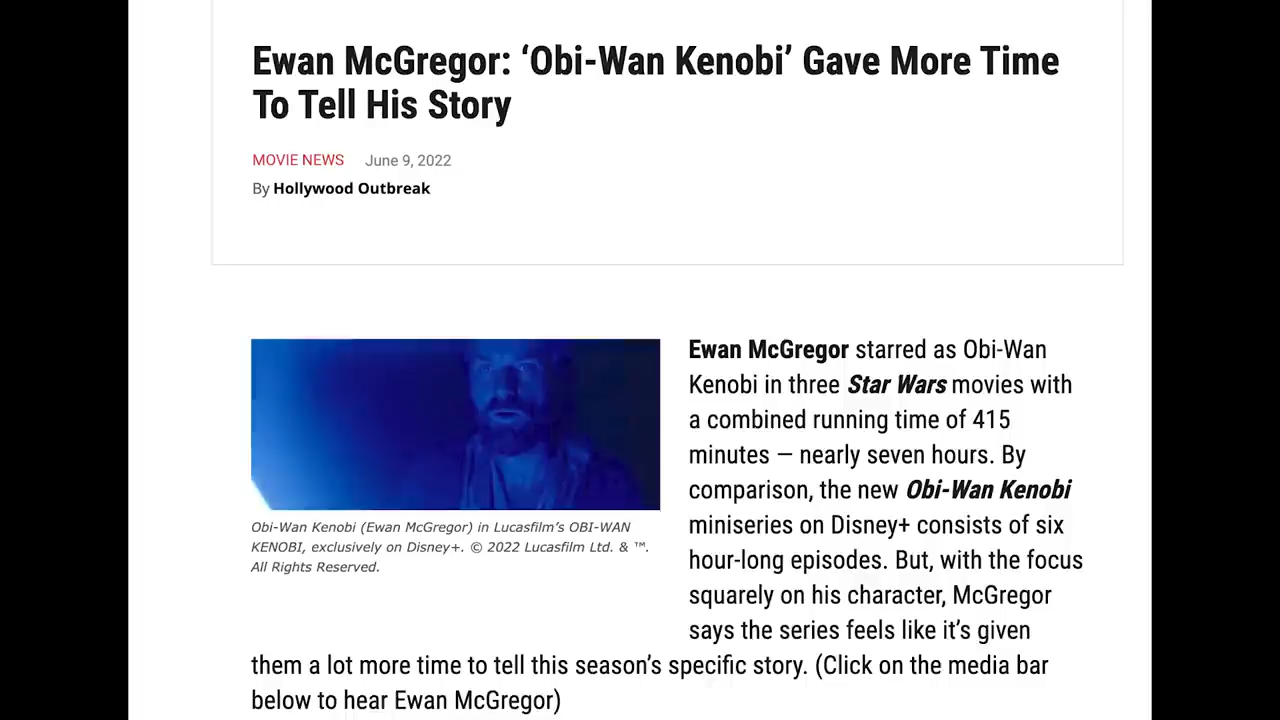 Ewan McGregor: ‘Obi-Wan Kenobi’ Gave More Time
To Tell His Story
MOVIE NEWS June 9, 2022
By Hollywood Outbreak
Obi-Wan Kenobi (Ewan McGregor) in Lucasfilm’s OBI-WAN
KENOBI, exclusively on Disney+. © 2022 Lucasfilm Ltd. & ™.
All Rights Reserved.
Ewan McGregor starred as Obi-Wan
Kenobi in three Star Wars movies with
a combined running time of 415
minutes — nearly seven hours. By
comparison, the new Obi-Wan Kenobi
miniseries on Disney+ consists of six
hour-long episodes. But, with the focus
squarely on his character, McGregor
says the series feels like it’s given
them a lot more time to tell this season’s specific story. (Click on the media bar
below to hear Ewan McGregor)